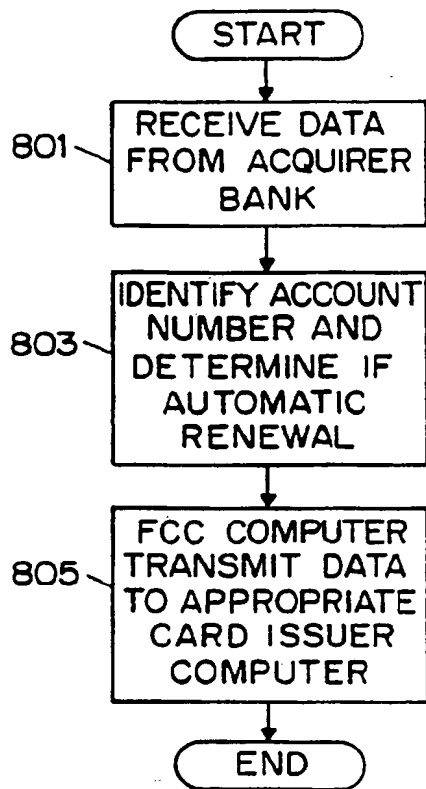 START
801
RECEIVE DATA
FROM ACQUIRER
BANK
803
IDENTIFY ACCOUNT
NUMBER AND
DETERMINE IF
AUTOMATIC
RENEWAL
805
FCC COMPUTER
TRANSMIT DATA
TO APPROPRIATE
CARD ISSUER
COMPUTER
END